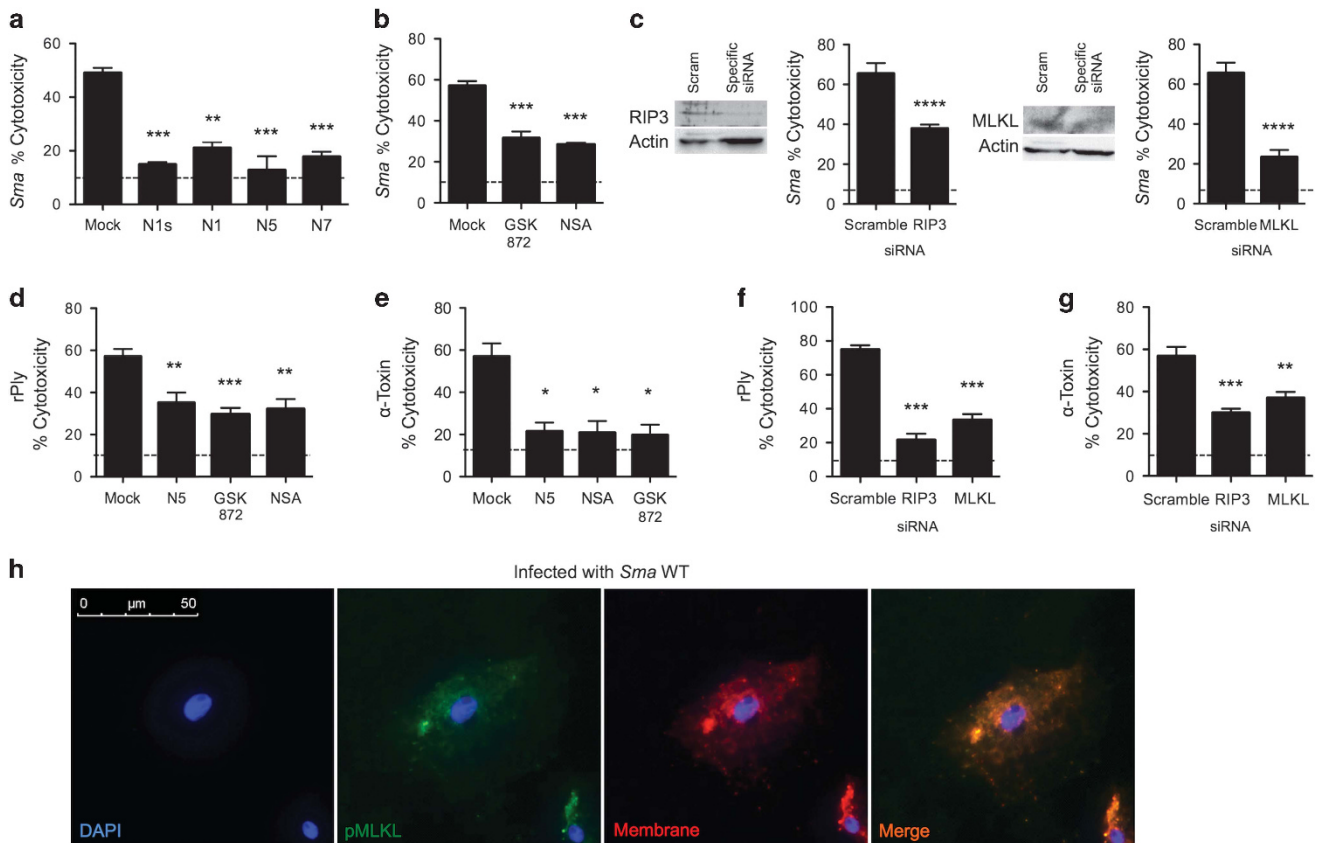 a
Sma % Cytotoxicity
60
40
20
0
***
**
***
***
Mock
N1s
N1
N5
N7
b
Sma % Cytotoxicity
80
60
40
20
0
***
***
Mock
GSK
872
NSA
c
Scram
Specific
siRNA
RIP3
Actin
Sma % Cytotoxicity
80
60
40
20
0
****
Scramble RIP3
siRNA
Scram
Specific
siRNA
MLKL
Actin
Sma % Cytotoxicity
80
60
40
20
0
****
Scramble MLKL
siRNA
d
rPly
% Cytotoxicity
80
60
40
20
0
**
***
**
Mock
N5
GSK
872
NSA
e
α-Toxin
% Cytotoxicity
80
60
40
20
0
*
*
*
Mock
N5
NSA
GSK
872
f
rPly
% Cytotoxicity
100
80
60
40
20
0
***
***
Scramble RIP3 MLKL
siRNA
g
α-Toxin
% Cytotoxicity
80
60
40
20
0
***
**
Scramble RIP3 MLKL
siRNA
h
Infected with Sma WT
0 µm 50
DAPI
pMLKL
Membrane
Merge